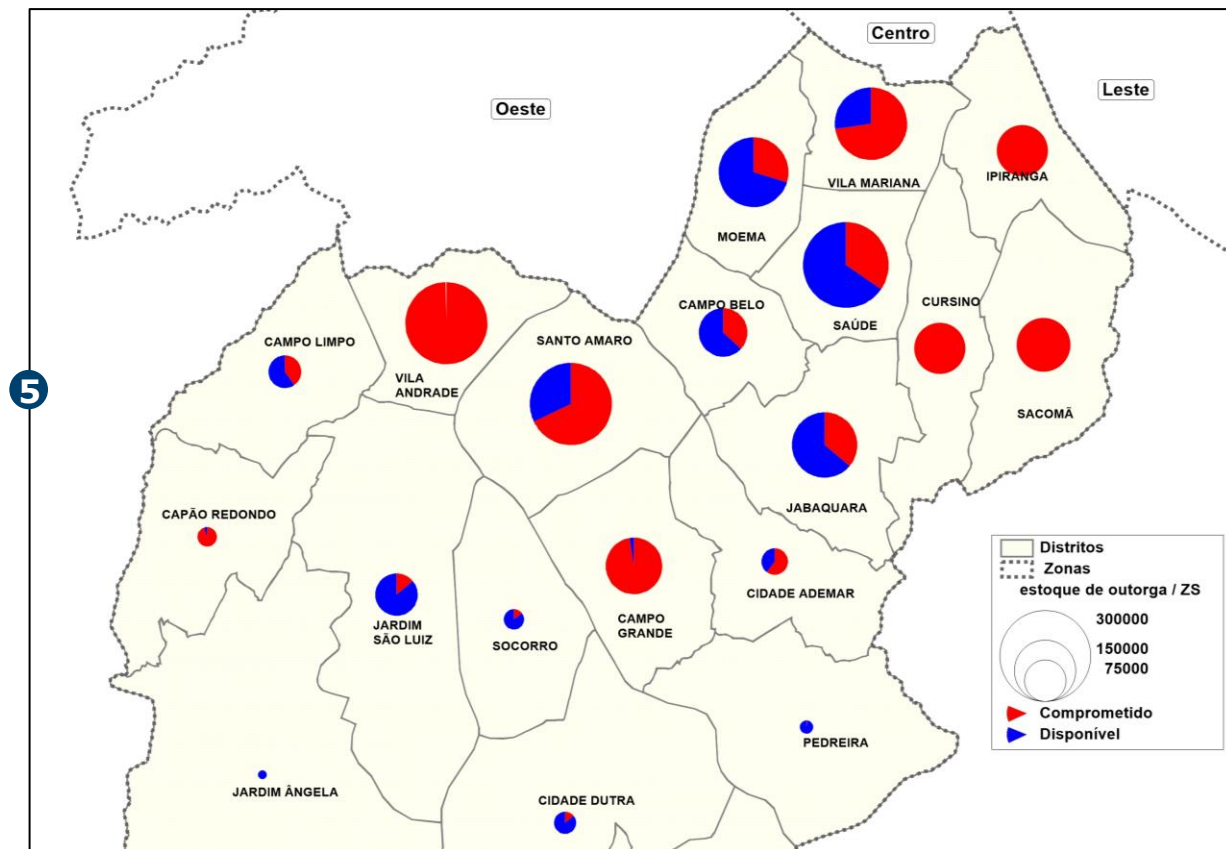 Centro
Oeste
Leste
VILA MARIANA
IPIRANGA
MOEMA
CAMPO BELO
CURSINO
SAÚDE
CAMPO LIMPO
SANTO AMARO
VILA
ANDRADE
SACOMÃ
5
JABAQUARA
CAPÃO REDONDO
CIDADE ADEMAR
JARDIM
SÃO LUIZ
SOCORRO
CAMPO
GRANDE
PEDREIRA
JARDIM ÂNGELA
CIDADE DUTRA
Distritos
Zonas
estoque de outorga / ZS
300000
150000
75000
Comprometido
Disponível